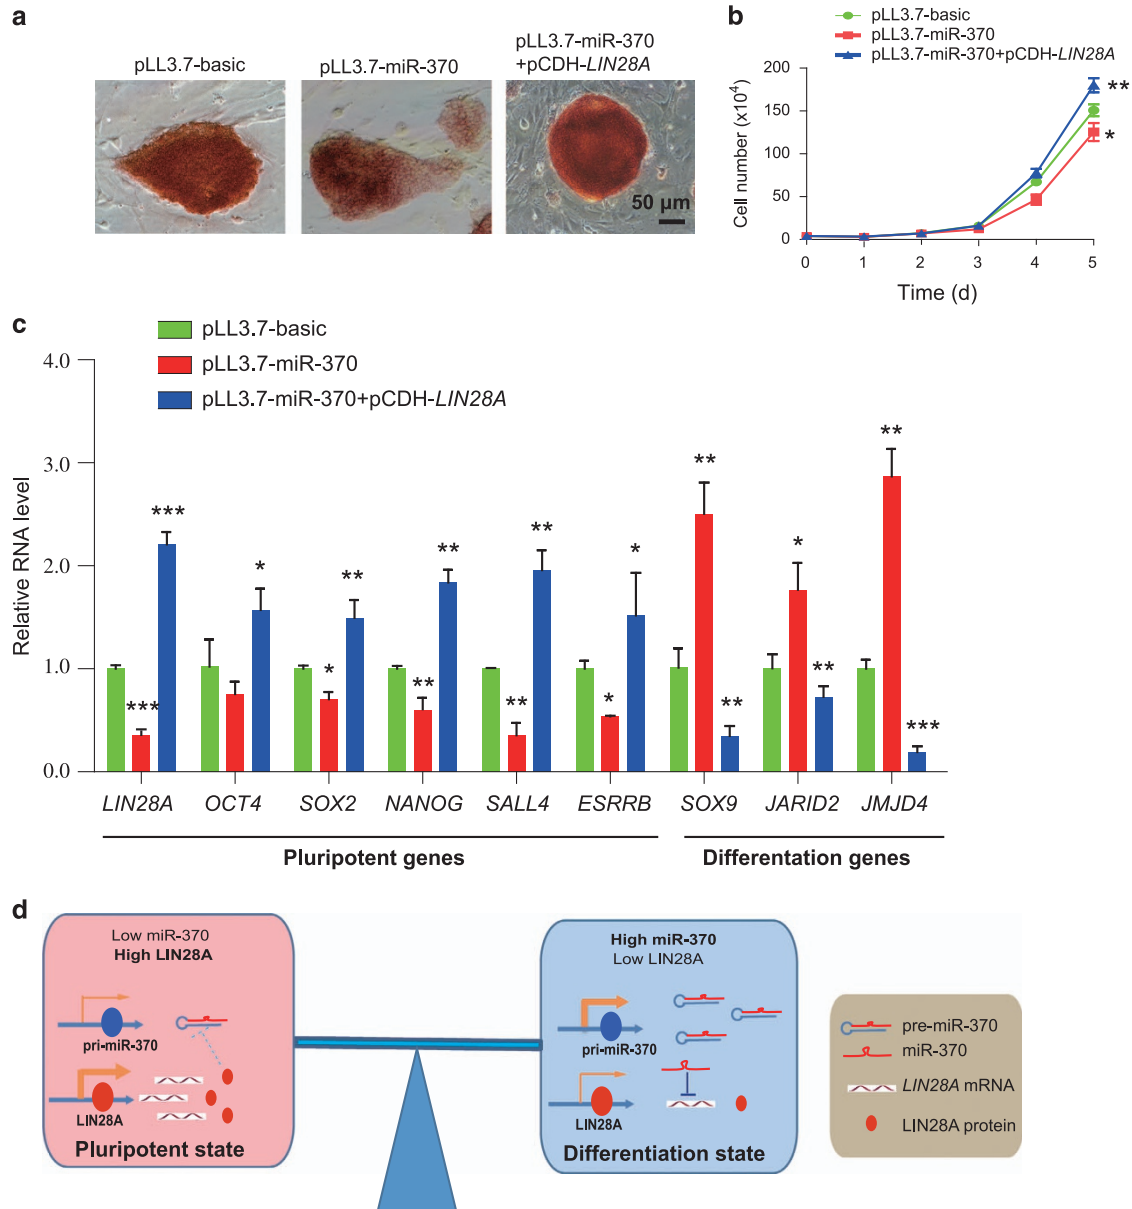 a
pLL3.7-basic
pLL3.7-miR-370
pLL3.7-miR-370
+pCDH-LIN28A
50 µm
b
pLL3.7-basic
pLL3.7-miR-370
pLL3.7-miR-370+pCDH-LIN28A
Cell number (x10⁴)
200
150
100
50
0
**
*
0 1 2 3 4 5
Time (d)
c
pLL3.7-basic
pLL3.7-miR-370
pLL3.7-miR-370+pCDH-LIN28A
Relative RNA level
4.0
3.0
2.0
1.0
0.0
*** *** * * ** ** ** ** ** * * ** ** * ** ** ***
LIN28A OCT4 SOX2 NANOG SALL4 ESRRB SOX9 JARID2 JMJD4
Pluripotent genes Differentation genes
d
Low miR-370
High LIN28A
pri-miR-370
LIN28A
Pluripotent state
High miR-370
Low LIN28A
pri-miR-370
LIN28A
Differentiation state
pre-miR-370
miR-370
LIN28A mRNA
LIN28A protein